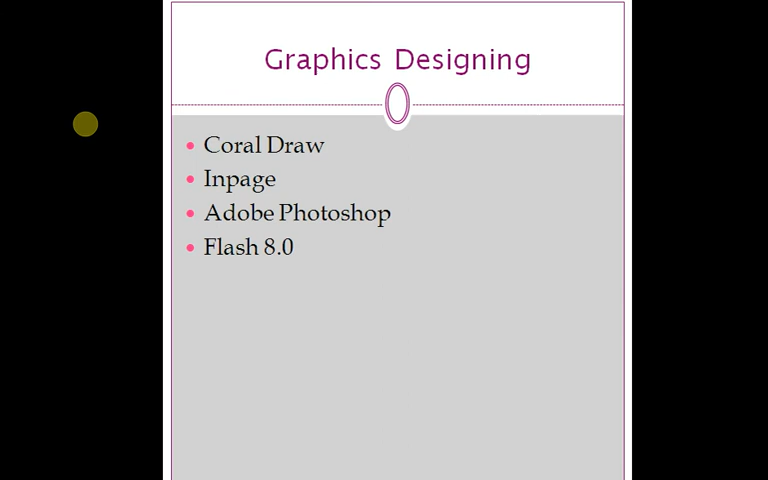 Graphics Designing
Coral Draw
Inpage
Adobe Photoshop
Flash 8.0